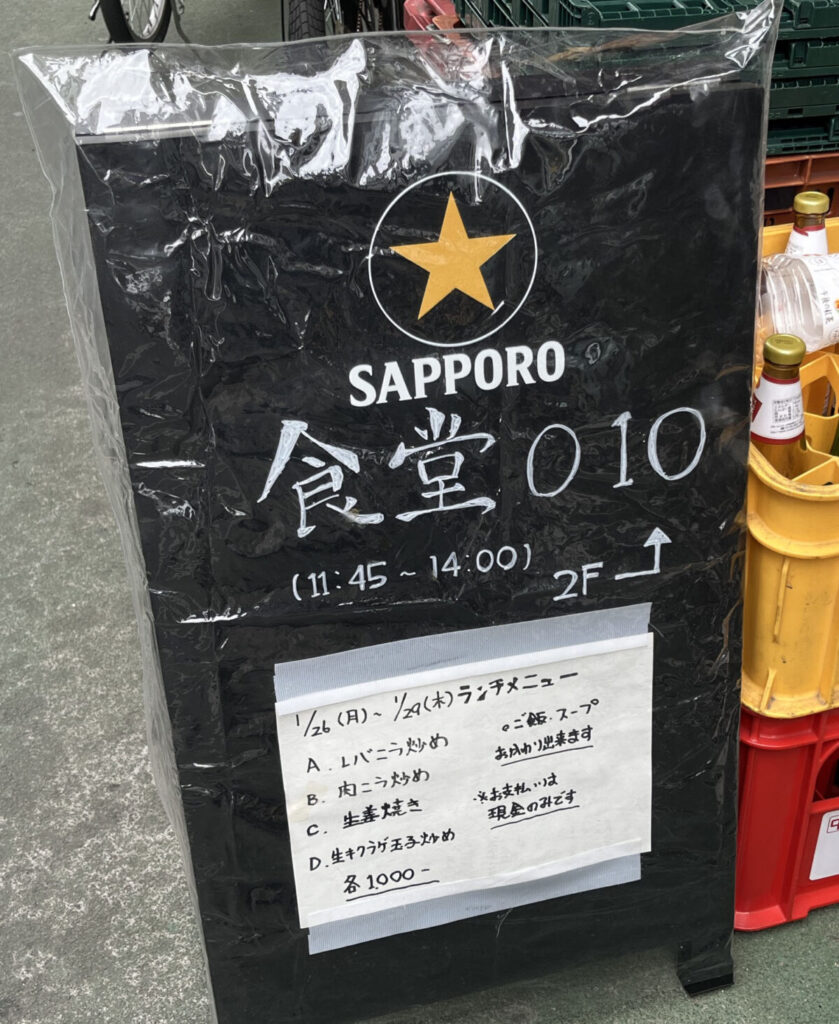 SAPPORO
食堂010
(11:45~14:00)
2F
1/26(月)~1/29(木)ランチメニュー
A. レバニラ炒め
B. 肉ニラ炒め
C. 生姜焼き
D. 生キクラゲ玉子炒め
各1000-
。ご飯・スープ
おかわり出来ます
※お支払いは
現金のみです